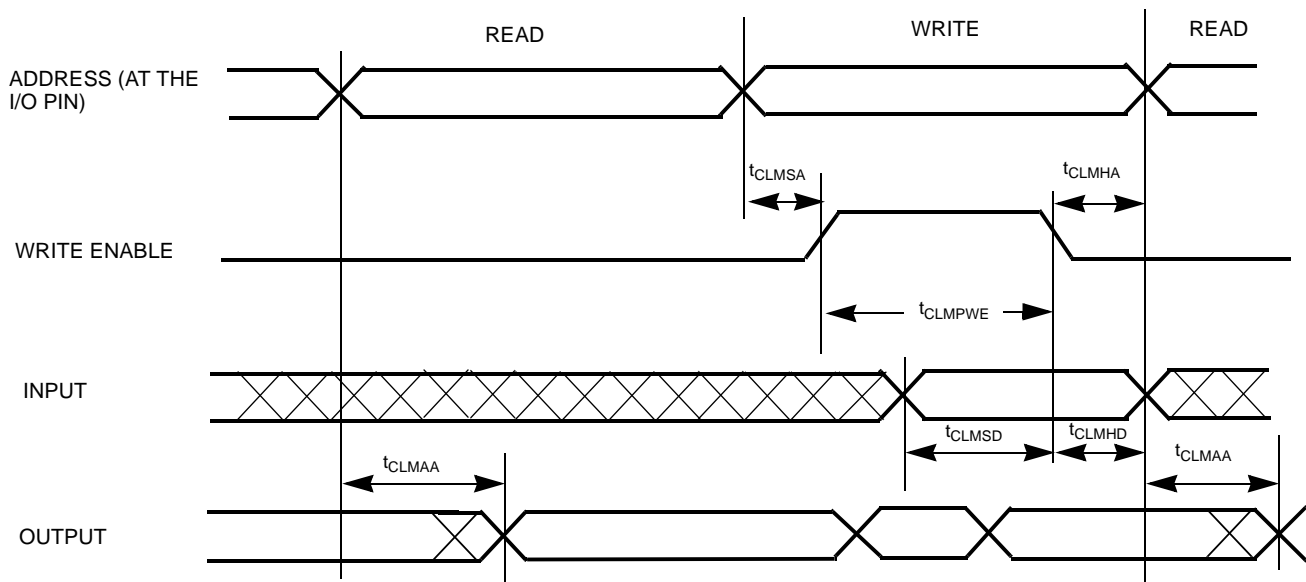 READ
WRITE
READ
ADDRESS (AT THE
I/O PIN)
tCLMSA
tCLMHA
WRITE ENABLE
tCLMPWE
INPUT
tCLMSD
tCLMHD
tCLMAA
tCLMAA
OUTPUT